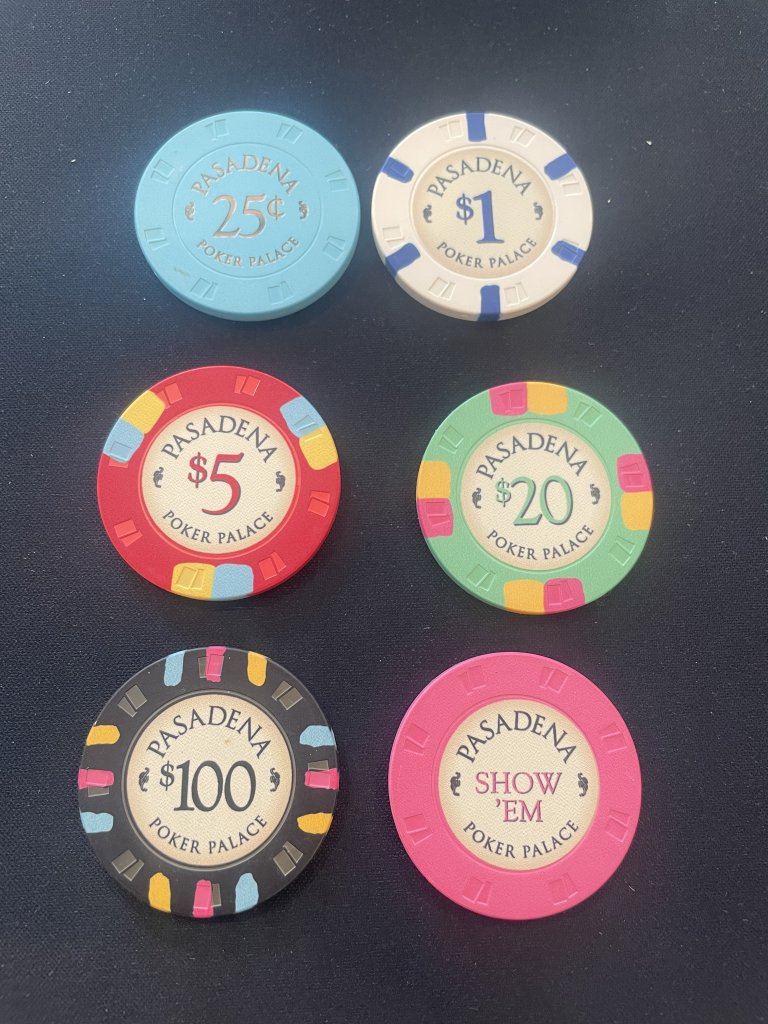 PASADENA
25¢
POKER PALACE
PASADENA
$1
POKER PALACE
PASADENA
$5
POKER PALACE
PASADENA
$20
POKER PALACE
PASADENA
$100
POKER PALACE
PASADENA
SHOW
'EM
POKER PALACE